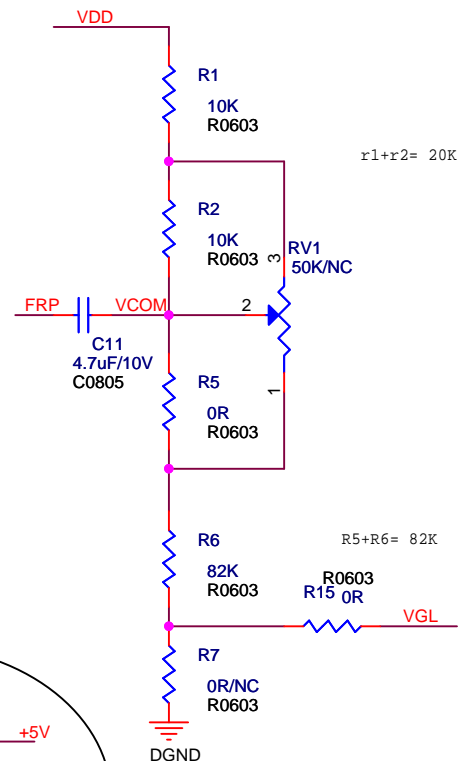 VDD
R1
10K
R0603
r1+r2= 20K
R2
10K
R0603
3
RV1
50K/NC
FRP
VCOM
2
C11
4.7uF/10V
C0805
R5
0R
R0603
1
R6
82K
R0603
R5+R6= 82K
R0603
R15 0R
VGL
R7
0R/NC
R0603
+5V
DGND